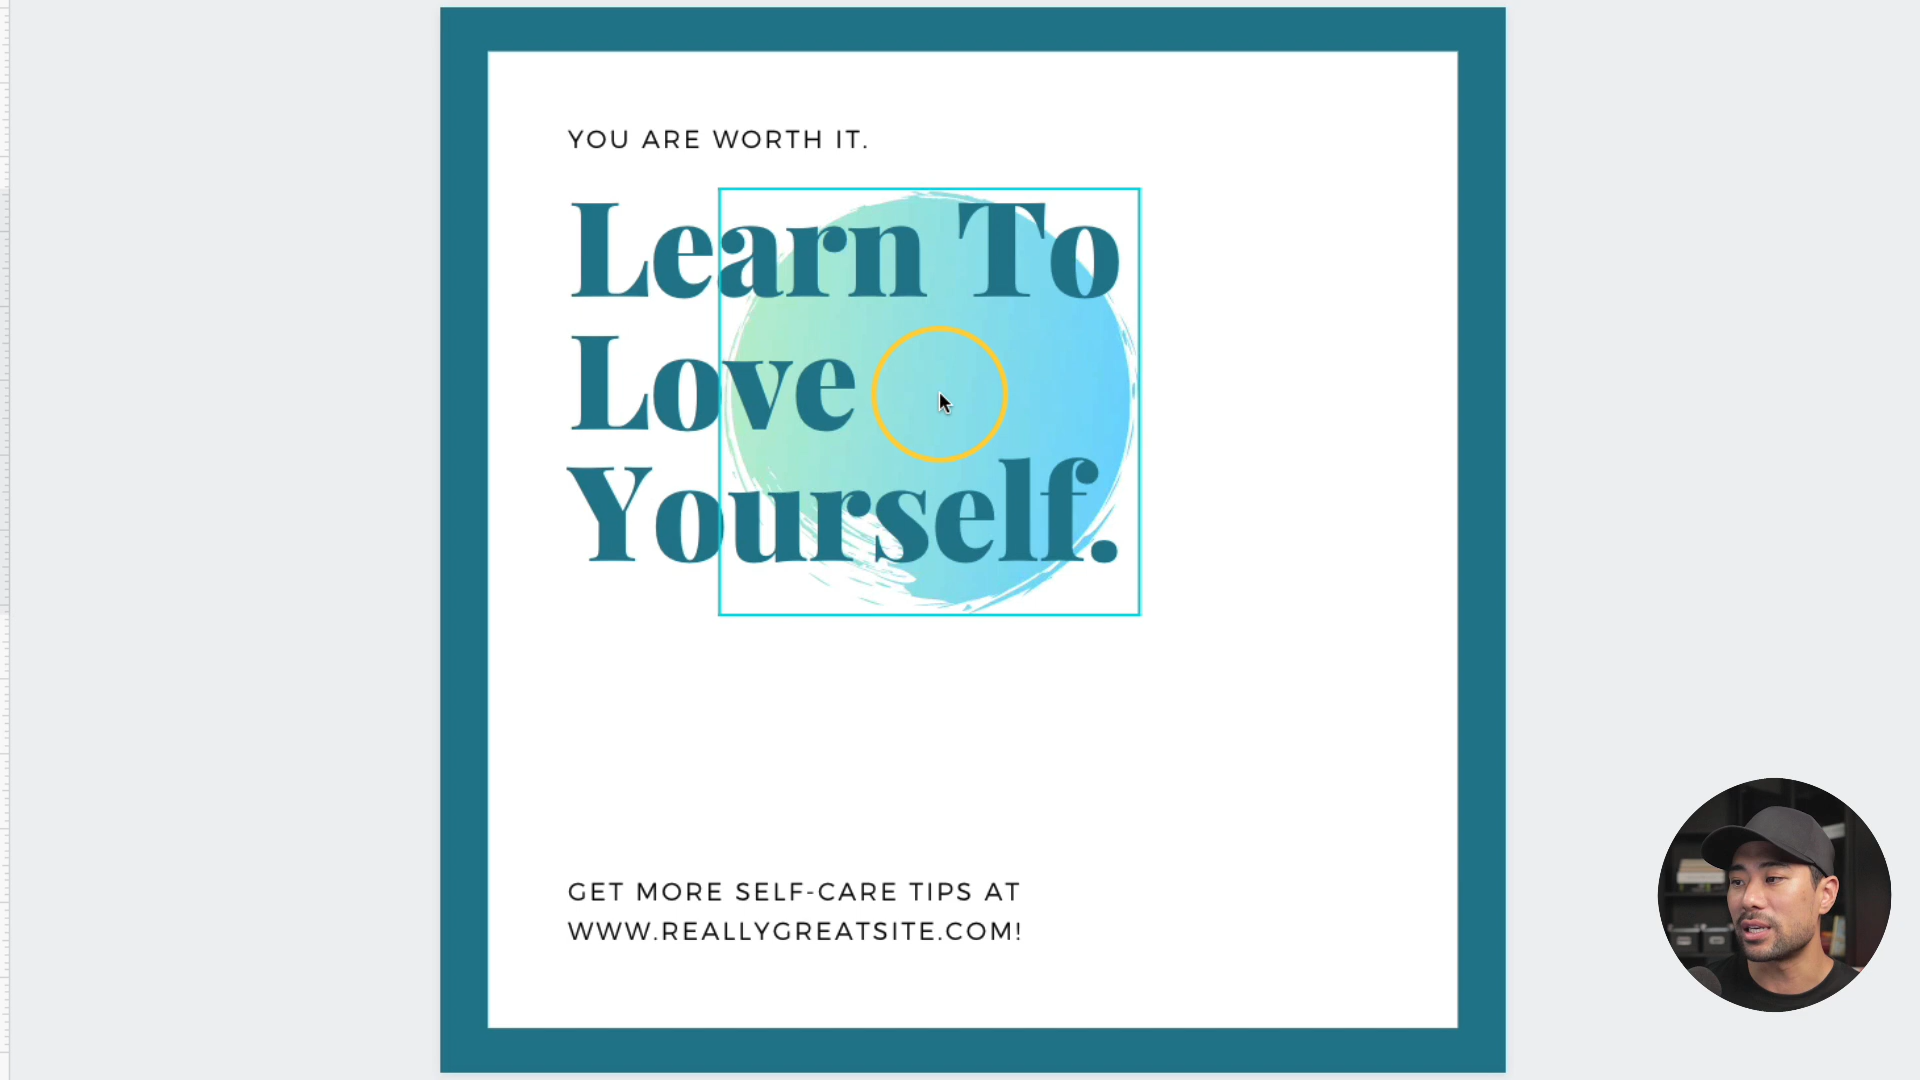 YOU ARE WORTH IT.
Learn To
Love
Yourself.
GET MORE SELF-CARE TIPS AT
WWW.REALLYGREATSITE.COM!